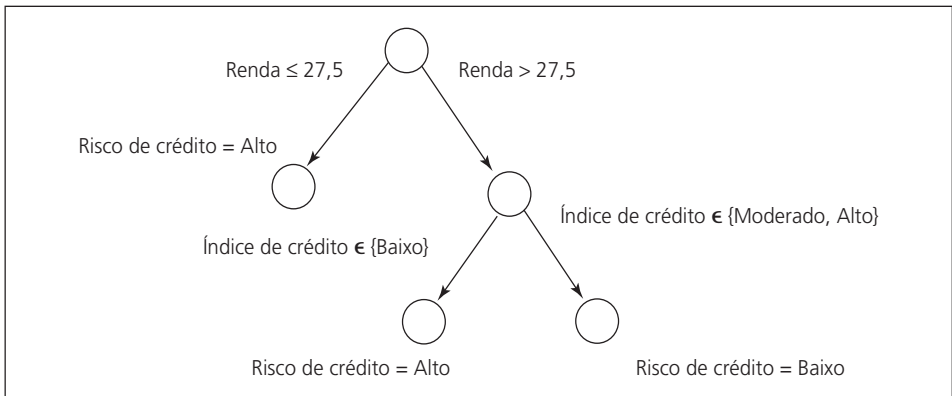 Renda ≤ 27,5
Renda > 27,5
Risco de crédito = Alto
Índice de crédito ϵ {Moderado, Alto}
Índice de crédito ϵ {Baixo}
Risco de crédito = Alto
Risco de crédito = Baixo